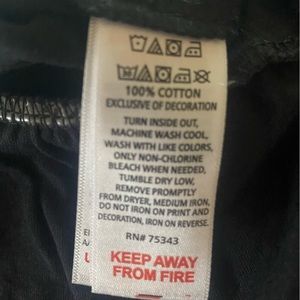 100% COTTON
EXCLUSIVE OF DECORATION
TURN INSIDE OUT,
MACHINE WASH COOL,
WASH WITH LIKE COLORS,
ONLY NON-CHLORINE
BLEACH WHEN NEEDED,
TUMBLE DRY LOW,
REMOVE PROMPTLY
FROM DRYER, MEDIUM IRON,
DO NOT IRON ON PRINT AND
DECORATION, IRON ON REVERSE.
RN# 75343
KEEP AWAY
FROM FIRE